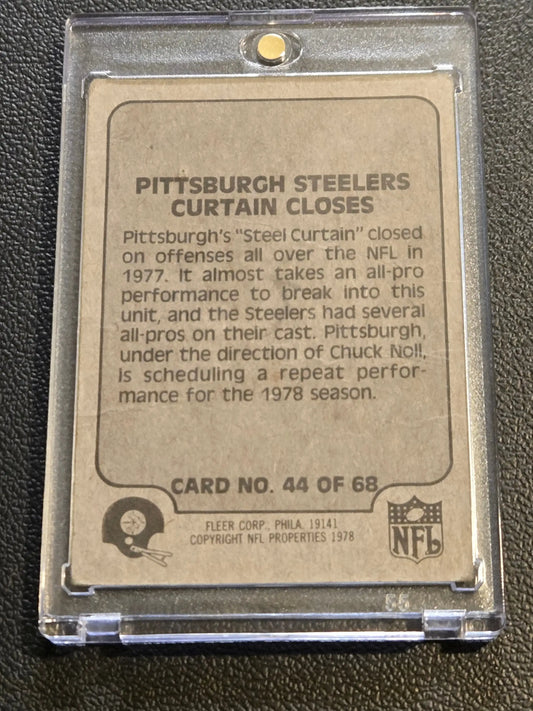 PITTSBURGH STEELERS
CURTAIN CLOSES
Pittsburgh's "Steel Curtain" closed
on offenses all over the NFL in
1977. It almost takes an all-pro
performance to break into this
unit, and the Steelers had several
all-pros on their cast. Pittsburgh,
under the direction of Chuck Noll,
is scheduling a repeat perfor-
mance for the 1978 season.
CARD NO. 44 OF 68
FLEER CORP., PHILA. 19141
COPYRIGHT NFL PROPERTIES 1978
NFL